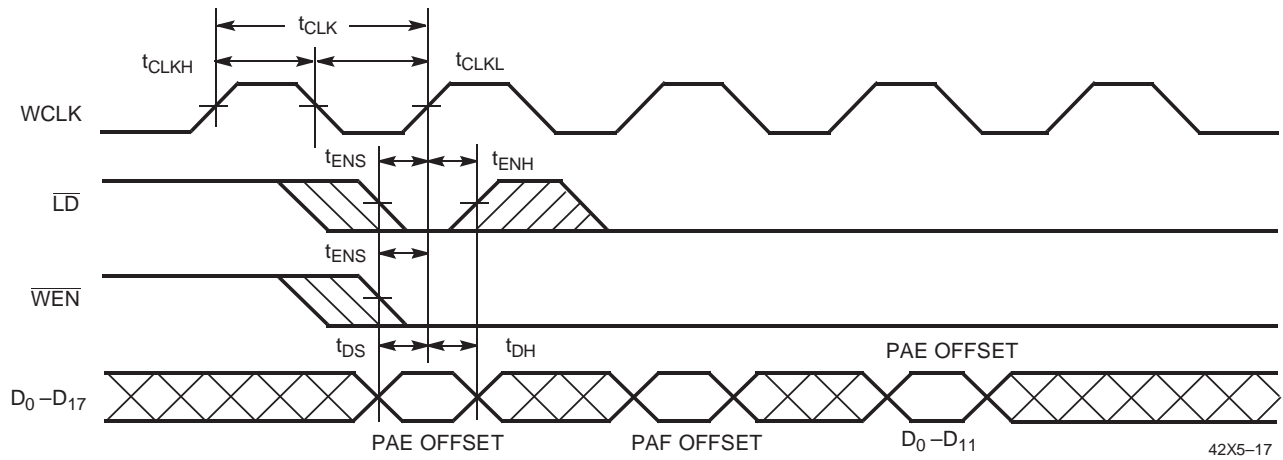 tCLK
tCLKH
tCLKL
WCLK
tENS
tENH
LD
tENS
WEN
tDS
tDH
PAE OFFSET
D0 –D17
PAE OFFSET
PAF OFFSET
D0 –D11
42X5–17